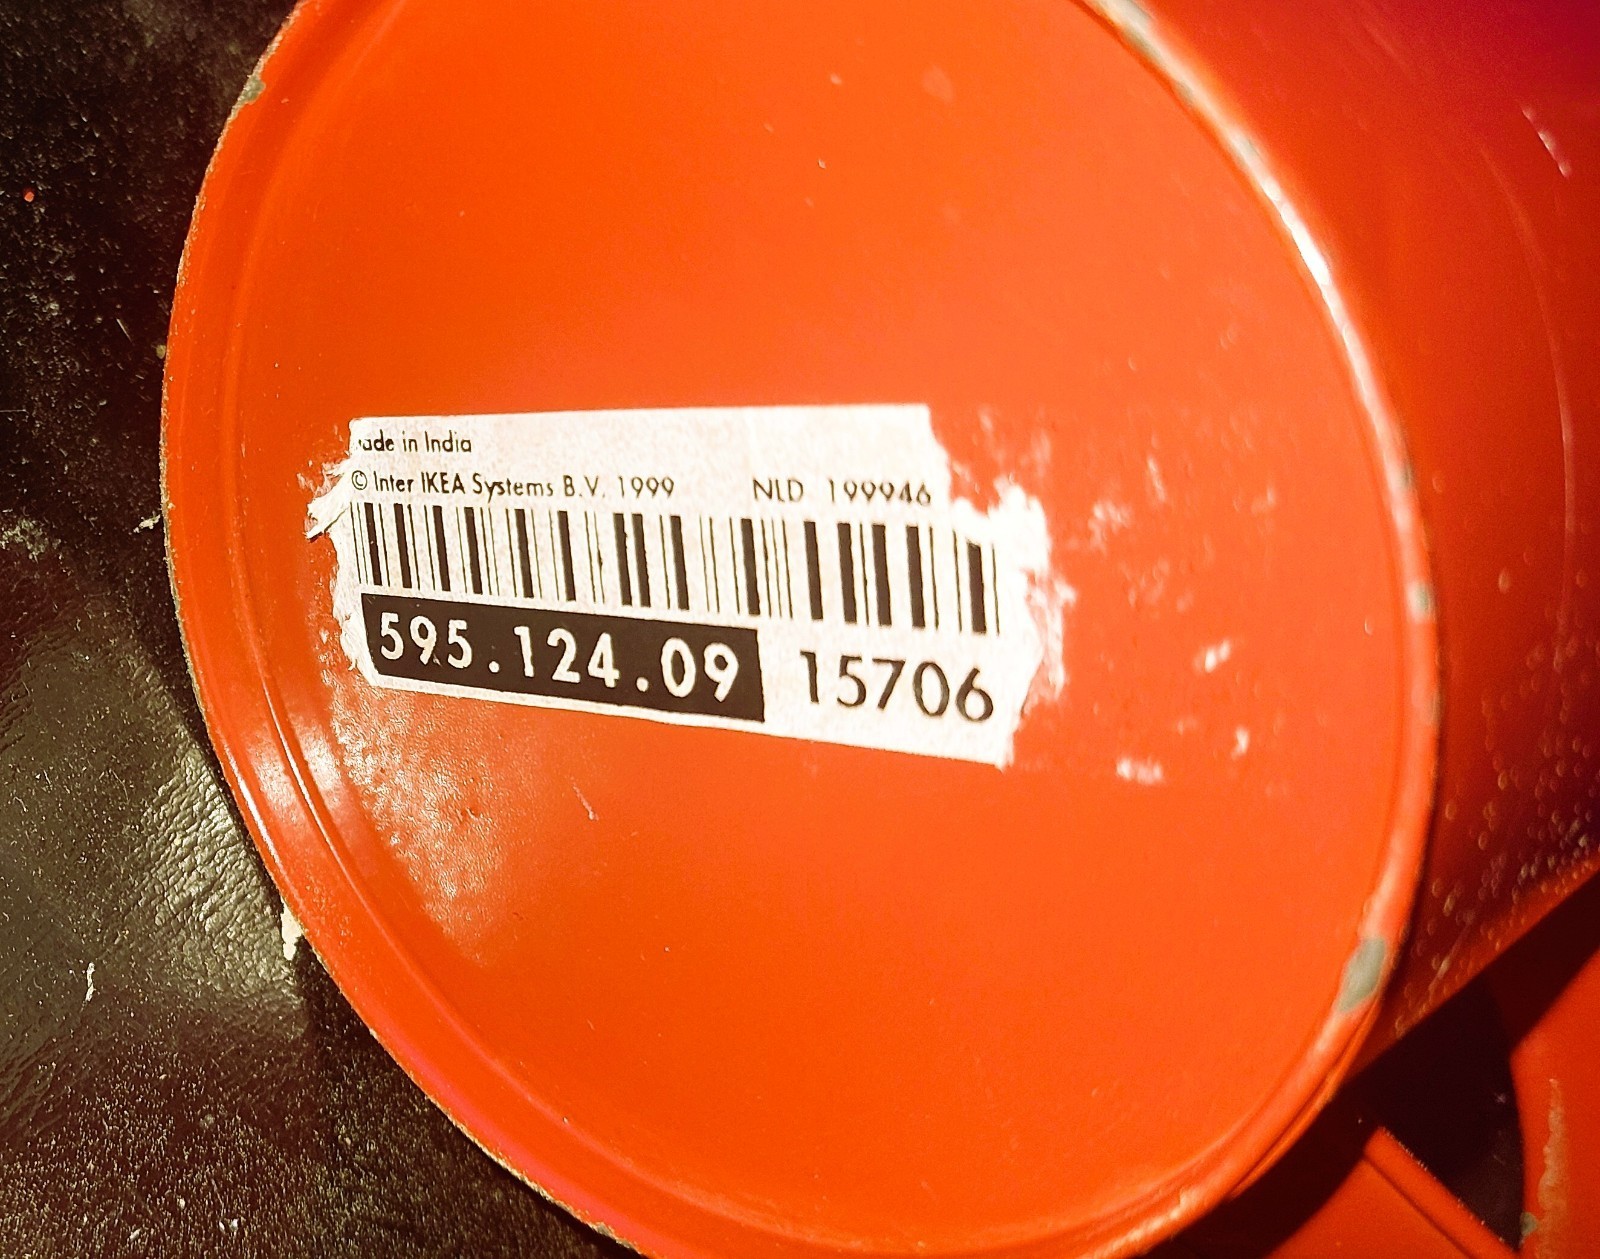 ade in India
© Inter IKEA Systems B.V. 1999 NLD 199946
595.124.09 15706